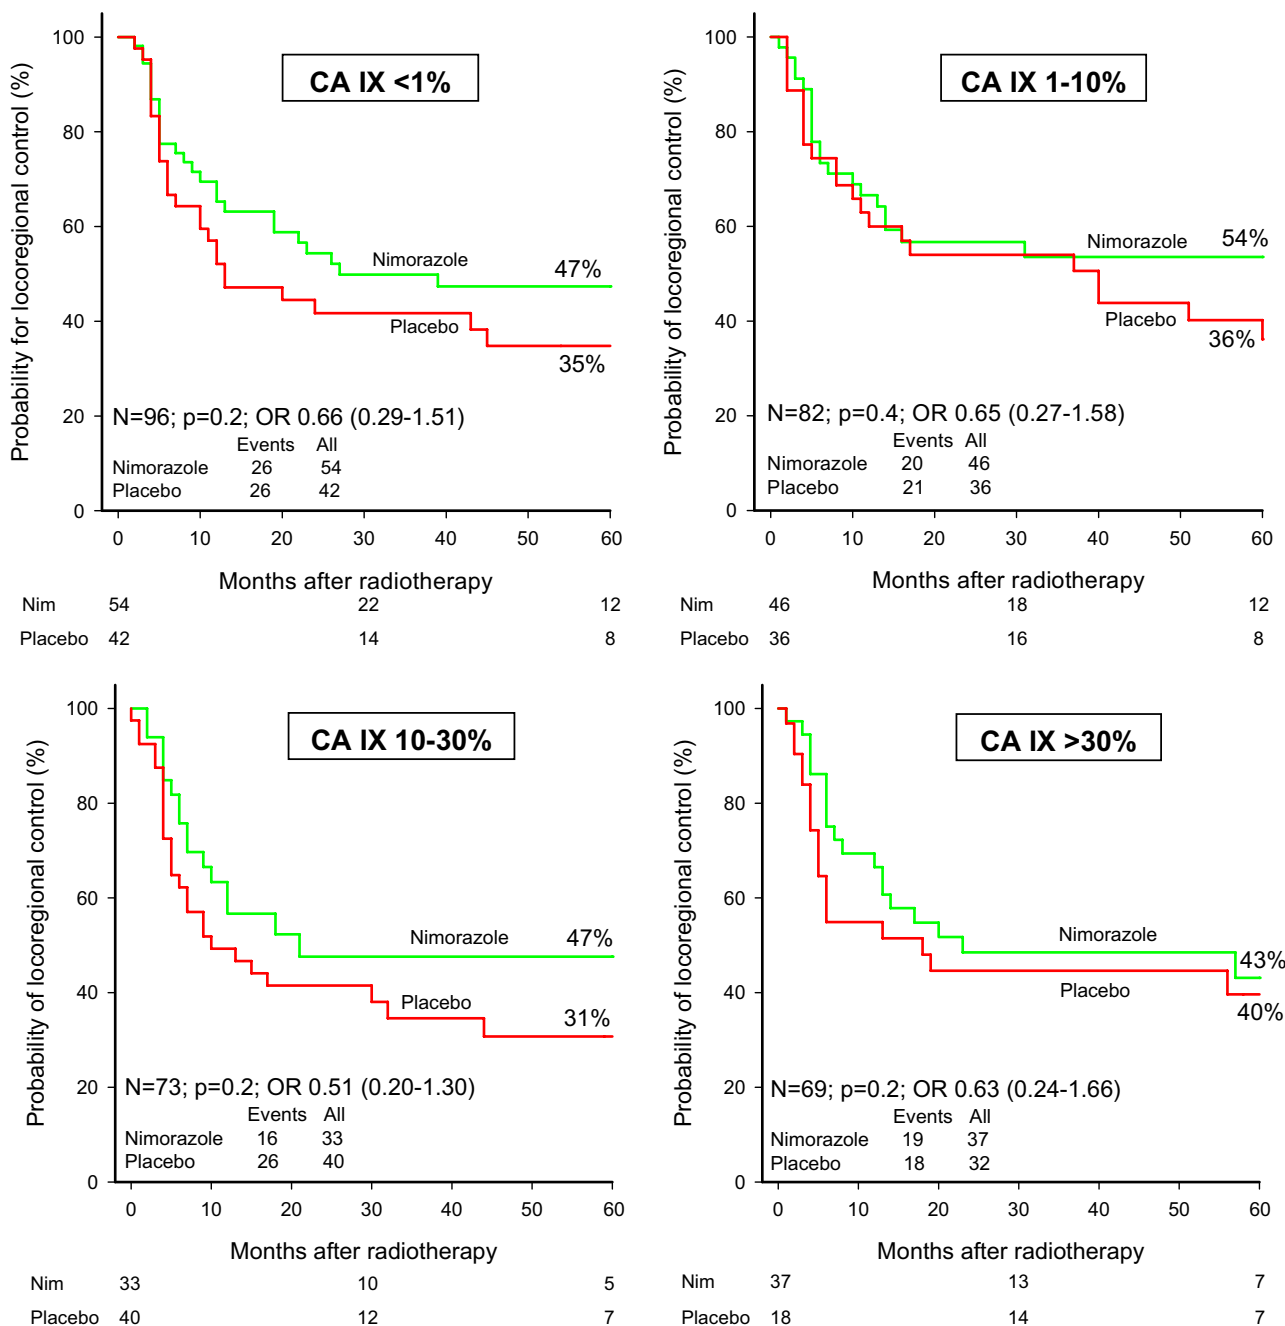 CA IX <1%
Probability for locoregional control (%)
100
80
60
40
20
0
Nimorazole
47%
Placebo
35%
N=96; p=0.2; OR 0.66 (0.29-1.51)
Events All
Nimorazole 26 54
Placebo 26 42
0 10 20 30 40 50 60
Months after radiotherapy
Nim 54 22 12
Placebo 42 14 8
CA IX 1-10%
Probability of locoregional control (%)
100
80
60
40
20
0
Nimorazole
54%
Placebo
36%
N=82; p=0.4; OR 0.65 (0.27-1.58)
Events All
Nimorazole 20 46
Placebo 21 36
0 10 20 30 40 50 60
Months after radiotherapy
Nim 46 18 12
Placebo 36 16 8
CA IX 10-30%
Probability of locoregional control (%)
100
80
60
40
20
0
Nimorazole
47%
Placebo
31%
N=73; p=0.2; OR 0.51 (0.20-1.30)
Events All
Nimorazole 16 33
Placebo 26 40
0 10 20 30 40 50 60
Months after radiotherapy
Nim 33 10 5
Placebo 40 12 7
CA IX >30%
Probability of locoregional control (%)
100
80
60
40
20
0
Nimorazole
43%
Placebo
40%
N=69; p=0.2; OR 0.63 (0.24-1.66)
Events All
Nimorazole 19 37
Placebo 18 32
0 10 20 30 40 50 60
Months after radiotherapy
Nim 37 13 7
Placebo 18 14 7